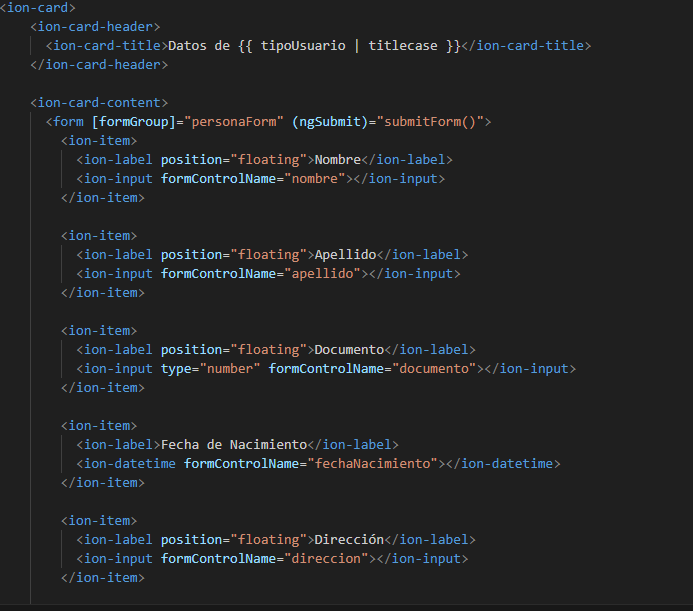 <ion-card>
<ion-card-header>
<ion-card-title>Datos de {{ tipoUsuario | titlecase }}</ion-card-title>
</ion-card-header>
<ion-card-content>
<form [formGroup]="personaForm" (ngSubmit)="submitForm()">
<ion-item>
<ion-label position="floating">Nombre</ion-label>
<ion-input formControlName="nombre"></ion-input>
</ion-item>
<ion-item>
<ion-label position="floating">Apellido</ion-label>
<ion-input formControlName="apellido"></ion-input>
</ion-item>
<ion-item>
<ion-label position="floating">Documento</ion-label>
<ion-input type="number" formControlName="documento"></ion-input>
</ion-item>
<ion-item>
<ion-label>Fecha de Nacimiento</ion-label>
<ion-datetime formControlName="fechaNacimiento"></ion-datetime>
</ion-item>
<ion-item>
<ion-label position="floating">Dirección</ion-label>
<ion-input formControlName="direccion"></ion-input>
</ion-item>